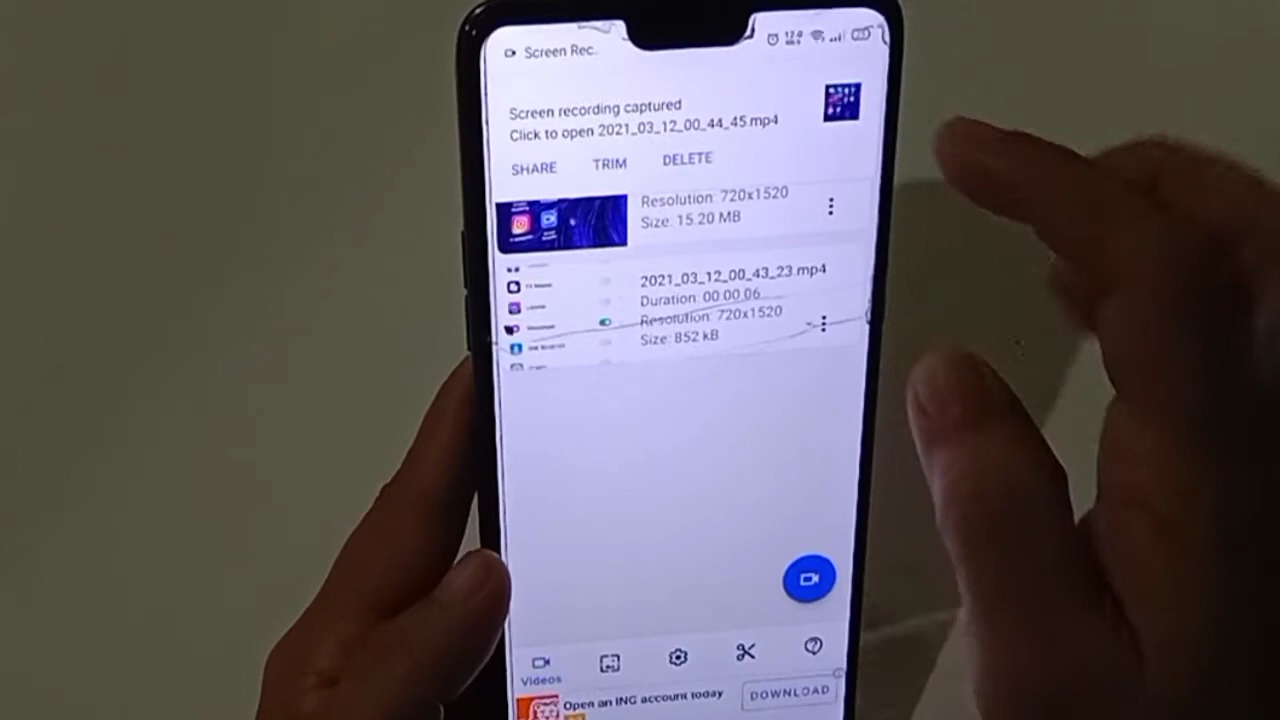 Screen Rec.
Screen recording captured
Click to open 2021_03_12_00_44_45.mp4
SHARE TRIM DELETE
Resolution: 720x1520
Size: 15.20 MB
2021_03_12_00_43_23.mp4
Duration: 00:00:06
Resolution: 720x1520
Size: 852 kB
Videos
Open an ING account today
DOWNLOAD